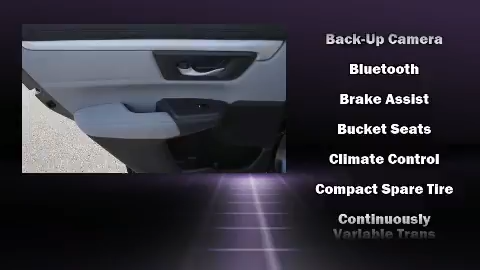 Back-Up Camera
Bluetooth
Brake Assist
Bucket Seats
Climate Control
Compact Spare Tire
Continuously
Variable Trans